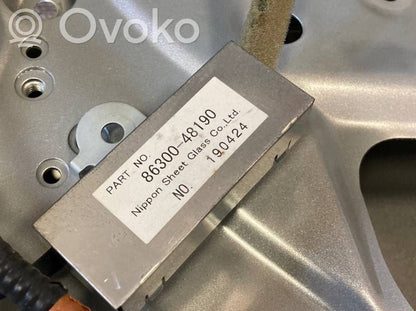 © Ovoko
PART NO.
86300-48190
Nippon Sheet Glass Co.,Ltd.
NO. 190424